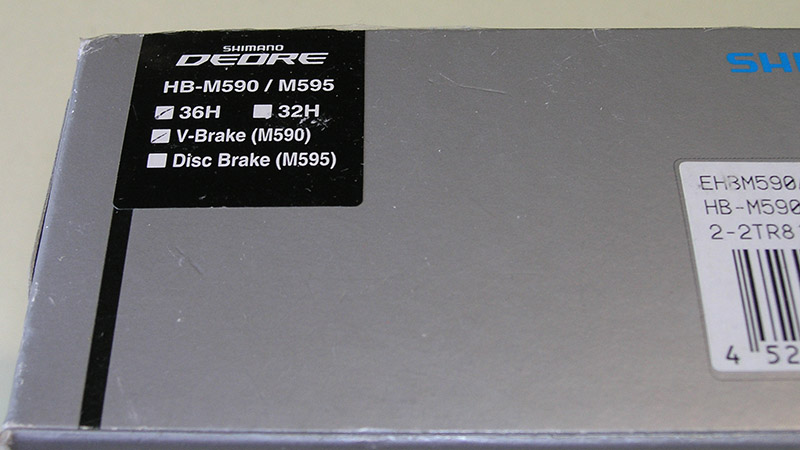 SHIMANO
DEORE
HB-M590 / M595
36H 32H
V-Brake (M590)
Disc Brake (M595)
SH
EHBM590
HB-M590
2-2TR8
4 52